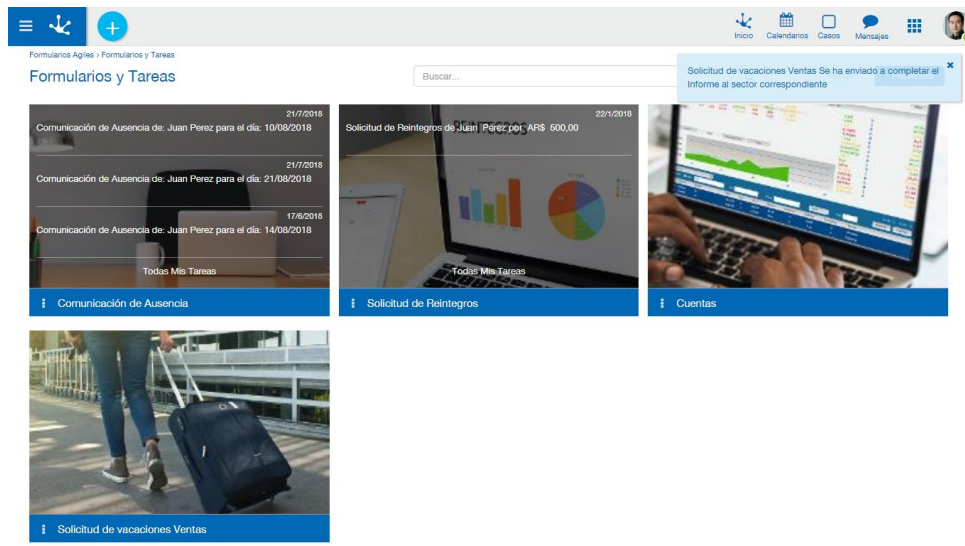 Inicio
Calendarios
Casos
Mensajes
Formularios Agiles › Formularios y Tareas
Formularios y Tareas
Buscar...
Solicitud de vacaciones Ventas Se ha enviado a completar el
Informe al sector correspondiente
21/7/2018
Comunicación de Ausencia de: Juan Perez para el día: 10/08/2018
21/7/2018
Comunicación de Ausencia de: Juan Perez para el día: 21/08/2018
17/6/2018
Comunicación de Ausencia de: Juan Perez para el día: 14/08/2018
Todas Mis Tareas
Comunicación de Ausencia
22/1/2018
Solicitud de Reintegros de Juan Pérez por AR$ 500,00
REINTEGROS
Todas Mis Tareas
Solicitud de Reintegros
Cuentas
Solicitud de vacaciones Ventas